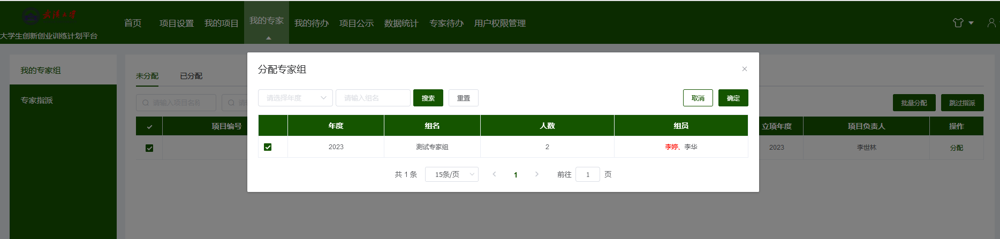 武汉大学
大学生创新创业训练计划平台
首页 项目设置 我的项目 我的专家 我的待办 项目公示 数据统计 专家待办 用户权限管理
我的专家组
专家指派
未分配 已分配
请输入项目名称
批量分配 跳过指派
项目编号 立项年度 项目负责人 操作
2023 李世林 分配
分配专家组
请选择年度 请输入组名 搜索 重置 取消 确定
年度 组名 人数 组员
2023 测试专家组 2 李婷、李华
共 1 条 15条/页 1 前往 1 页